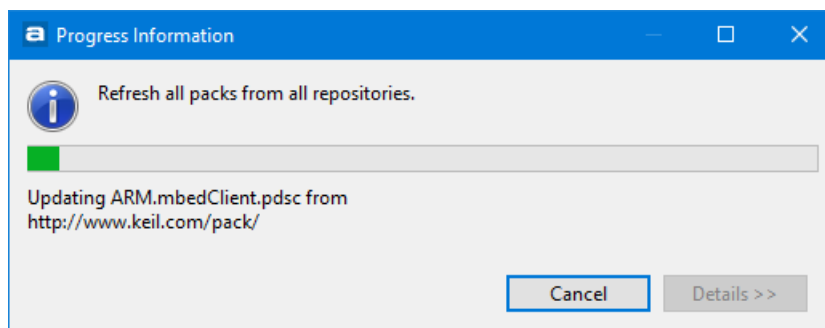 Progress Information
Refresh all packs from all repositories.
Updating ARM.mbedClient.pdsc from
http://www.keil.com/pack/
Cancel
Details >>